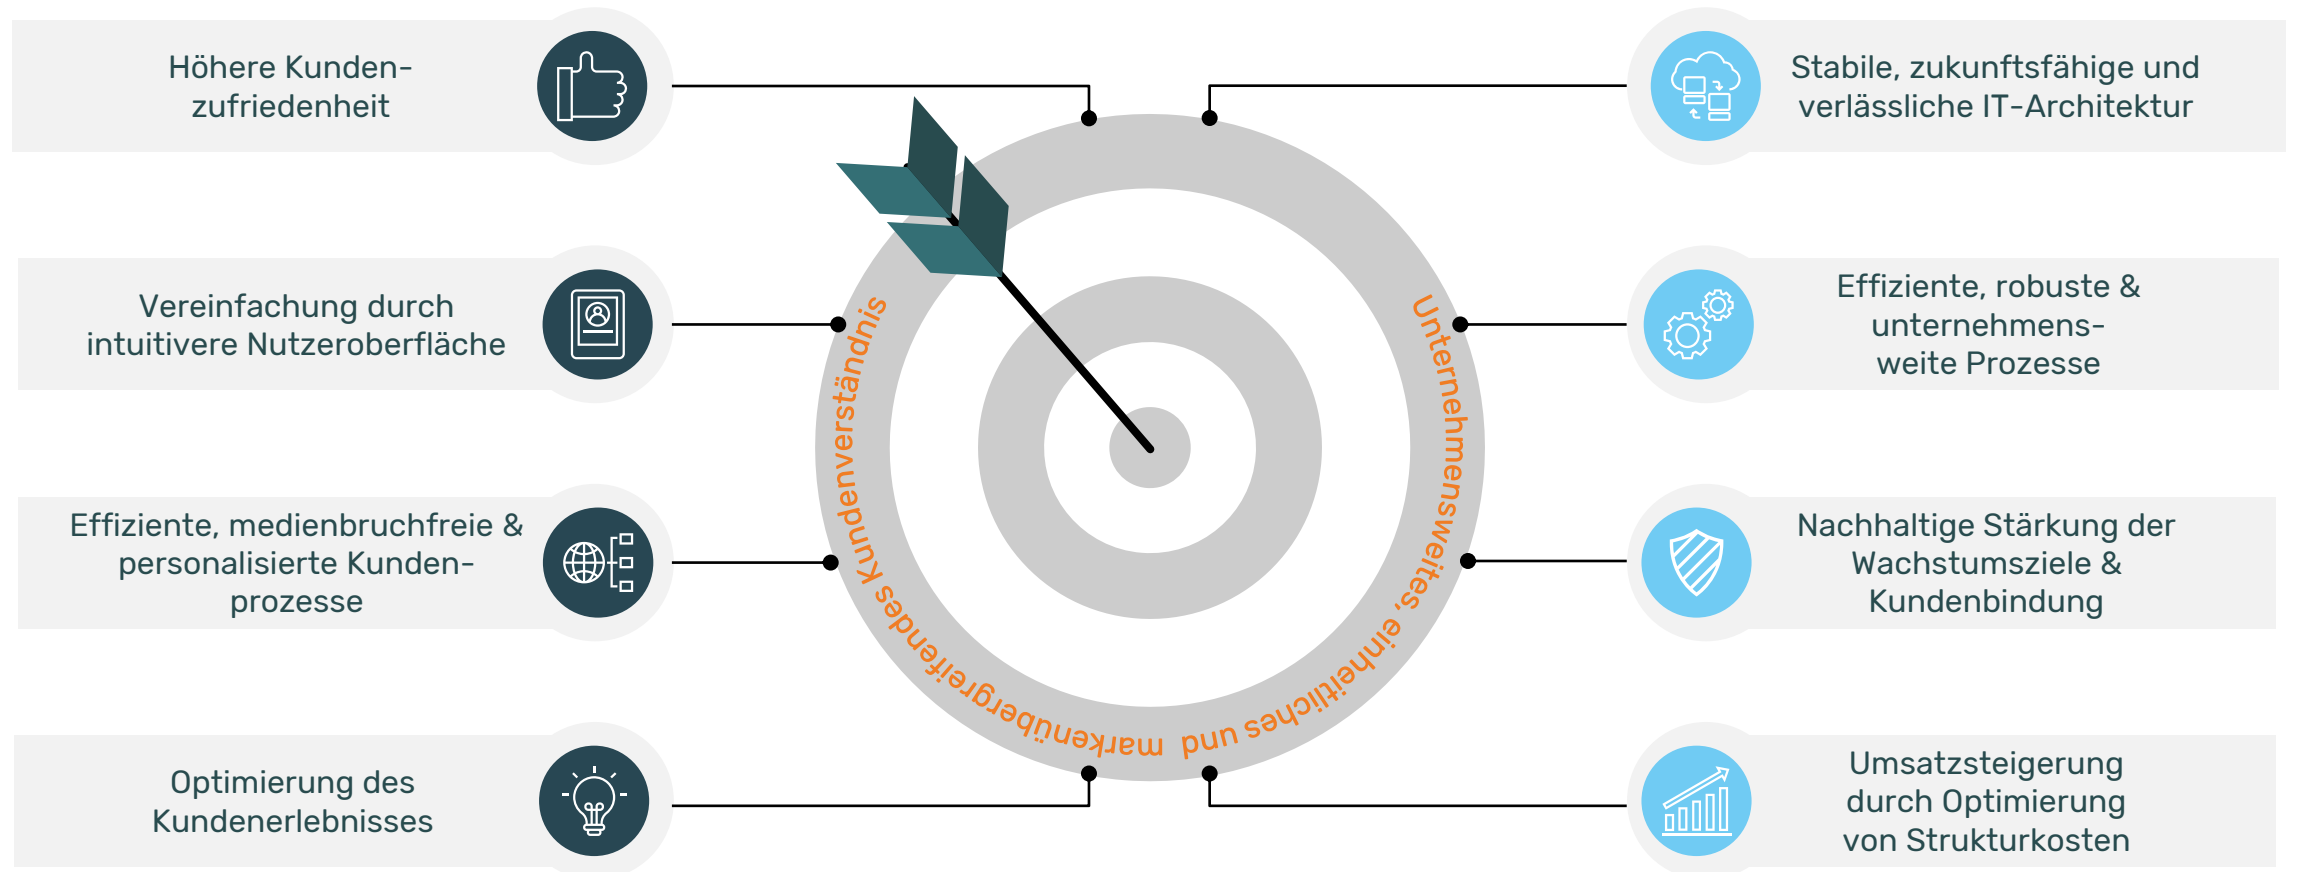 Höhere Kunden-
zufriedenheit
Vereinfachung durch
intuitivere Nutzeroberfläche
Effiziente, medienbruchfreie &
personalisierte Kunden-
prozesse
Optimierung des
Kundenerlebnisses
Unternehmensweites, einheitliches und markenübergreifendes Kundenverständnis
Stabile, zukunftsfähige und
verlässliche IT-Architektur
Effiziente, robuste &
unternehmens-
weite Prozesse
Nachhaltige Stärkung der
Wachstumsziele &
Kundenbindung
Umsatzsteigerung
durch Optimierung
von Strukturkosten